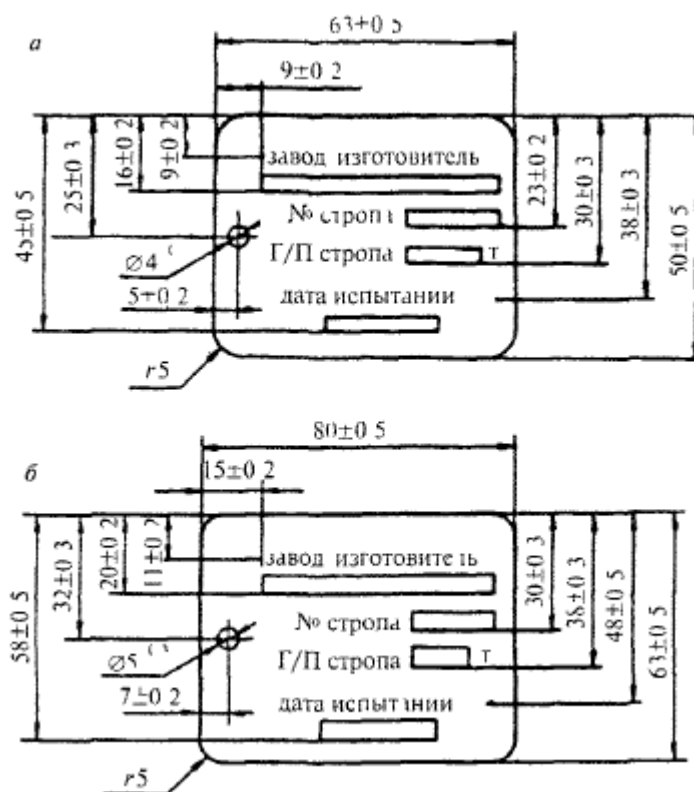 а
63±0 5
9±0 2
45±0 5
25±0 3
16±0 2
9±0 2
завод изготовитель
№ стропа
Г/П стропа т
дата испытании
23±0 2
30±0 3
38±0 3
50±0 5
Ø4
5±0 2
r5
б
80±0 5
15±0 2
58±0 5
32±0 3
20±0 2
11±0 2
завод изготовитель
№ стропа
Г/П стропа т
дата испытании
30±0 3
38±0 3
48±0 5
63±0 5
Ø5
7±0 2
r5